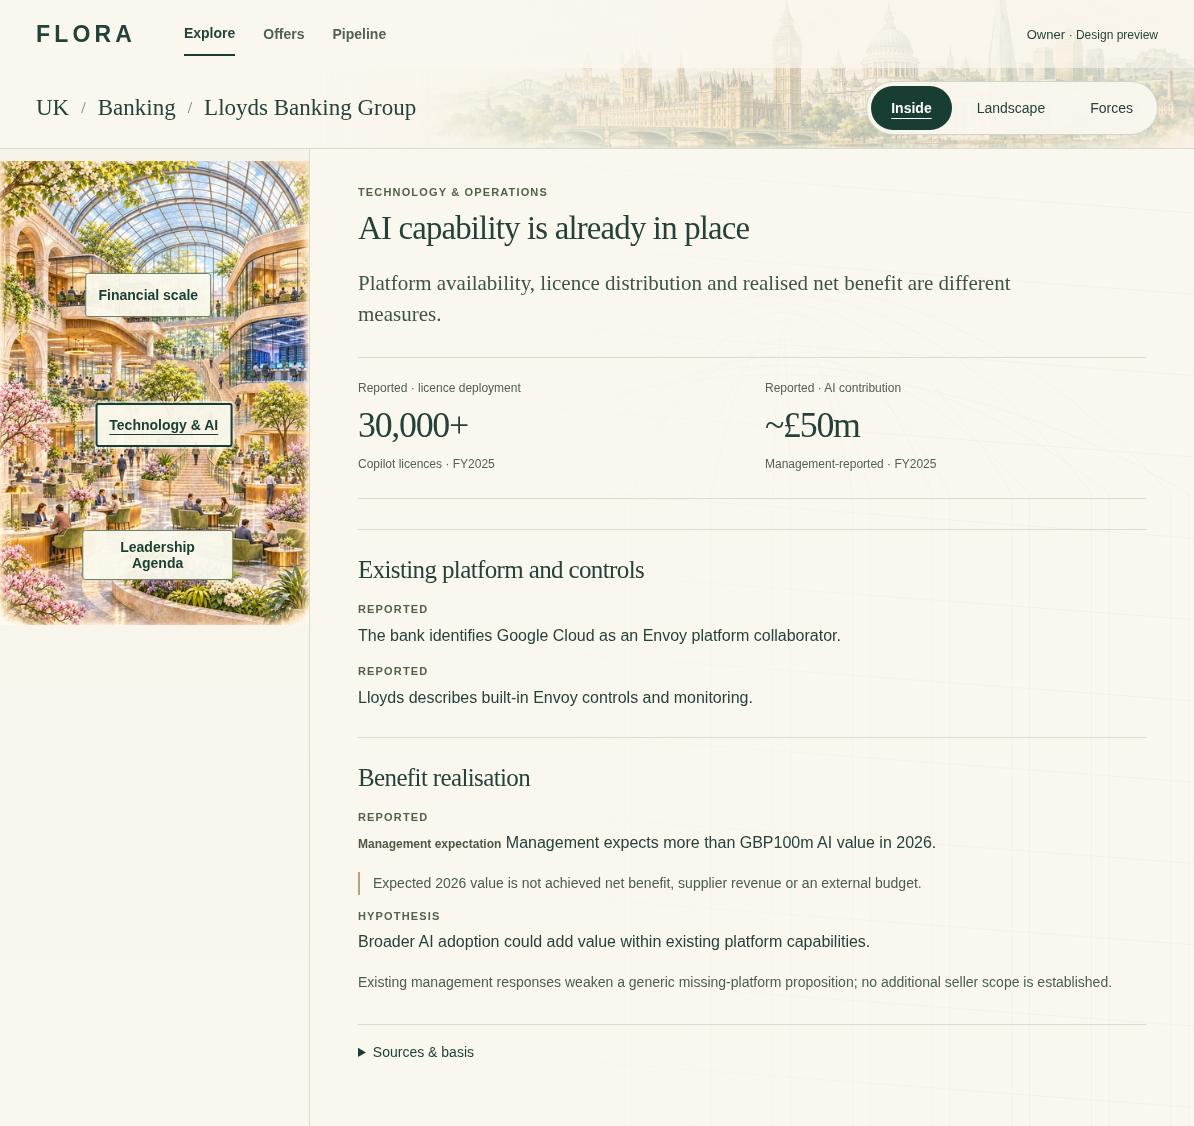 FLORA
Explore
Offers
Pipeline
Owner · Design preview
UK / Banking / Lloyds Banking Group
Inside
Landscape
Forces
Financial scale
Technology & AI
Leadership
Agenda
TECHNOLOGY & OPERATIONS
AI capability is already in place
Platform availability, licence distribution and realised net benefit are different
measures.
Reported · licence deployment
30,000+
Copilot licences · FY2025
Reported · AI contribution
~£50m
Management-reported · FY2025
Existing platform and controls
REPORTED
The bank identifies Google Cloud as an Envoy platform collaborator.
REPORTED
Lloyds describes built-in Envoy controls and monitoring.
Benefit realisation
REPORTED
Management expectation Management expects more than GBP100m AI value in 2026.
Expected 2026 value is not achieved net benefit, supplier revenue or an external budget.
HYPOTHESIS
Broader AI adoption could add value within existing platform capabilities.
Existing management responses weaken a generic missing-platform proposition; no additional seller scope is established.
Sources & basis